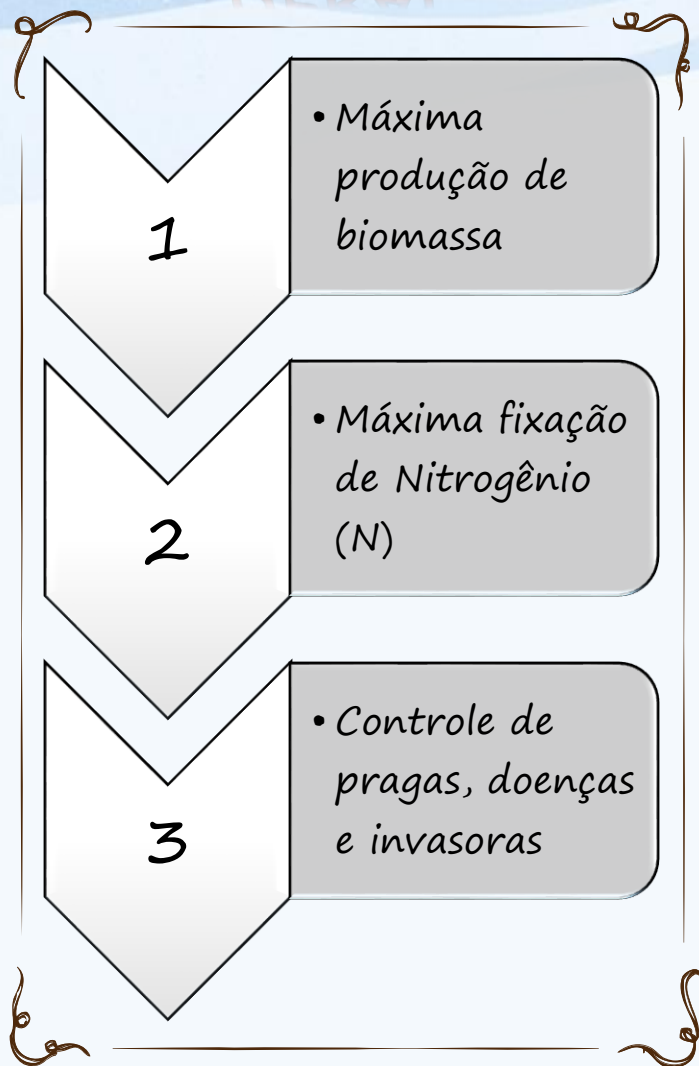 1
• Máxima
produção de
biomassa
2
• Máxima fixação
de Nitrogênio
(N)
3
• Controle de
pragas, doenças
e invasoras